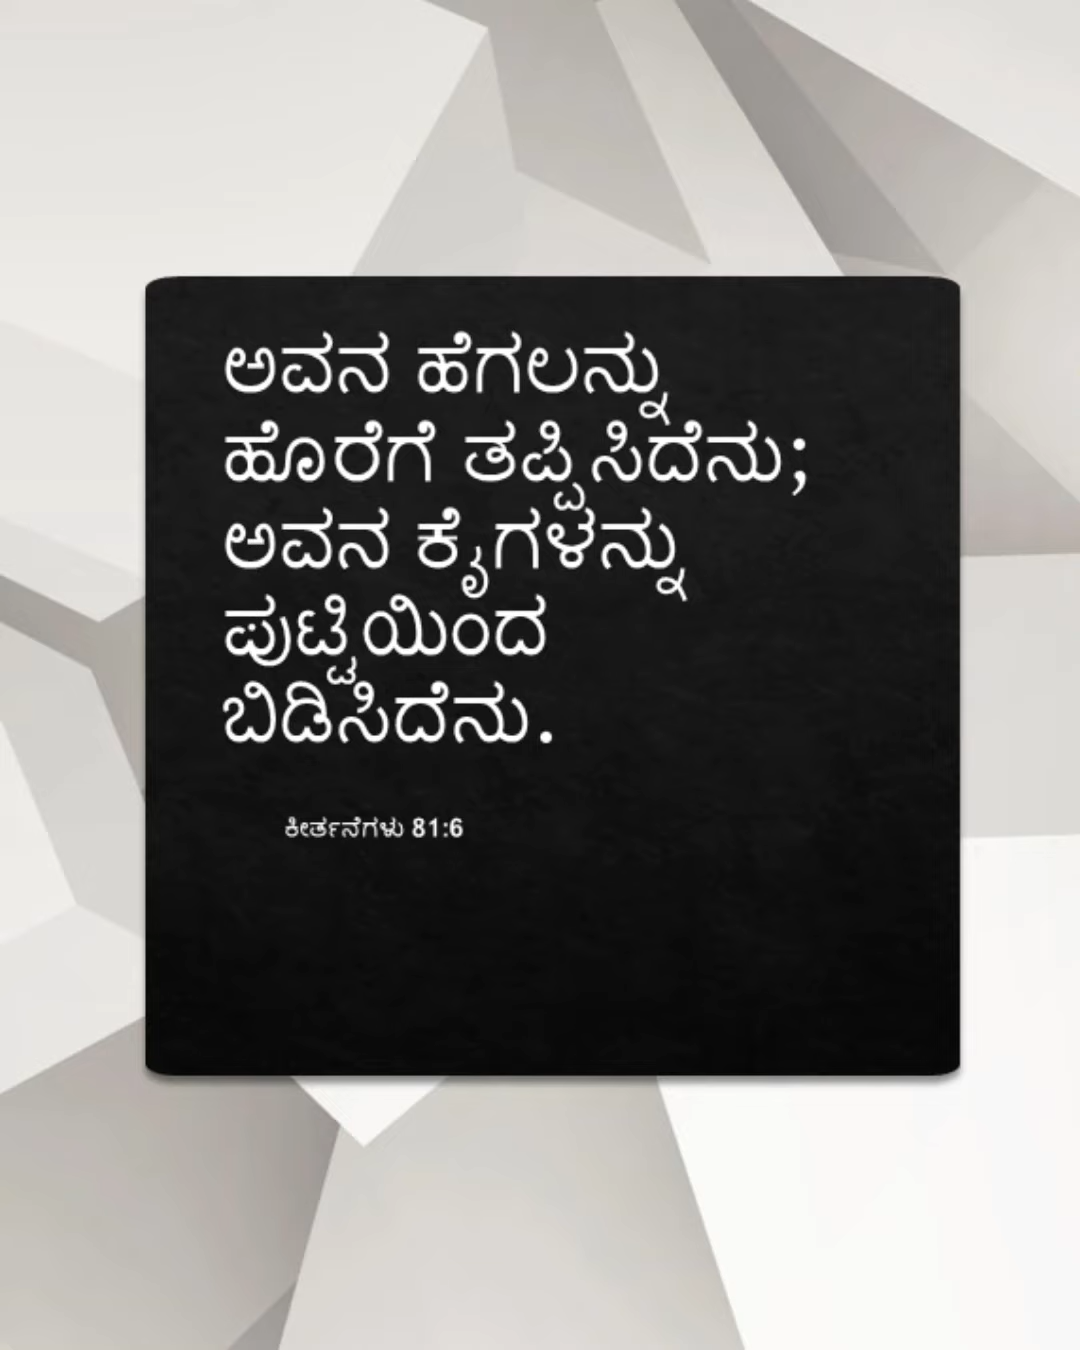 ಅವನ ಹೆಗಲನ್ನು
ಹೊರೆಗೆ ತಪ್ಪಿಸಿದೆನು;
ಅವನ ಕೈಗಳನ್ನು
ಪುಟ್ಟಿಯಿಂದ
ಬಿಡಿಸಿದೆನು.
ಕೀರ್ತನೆಗಳು 81:6